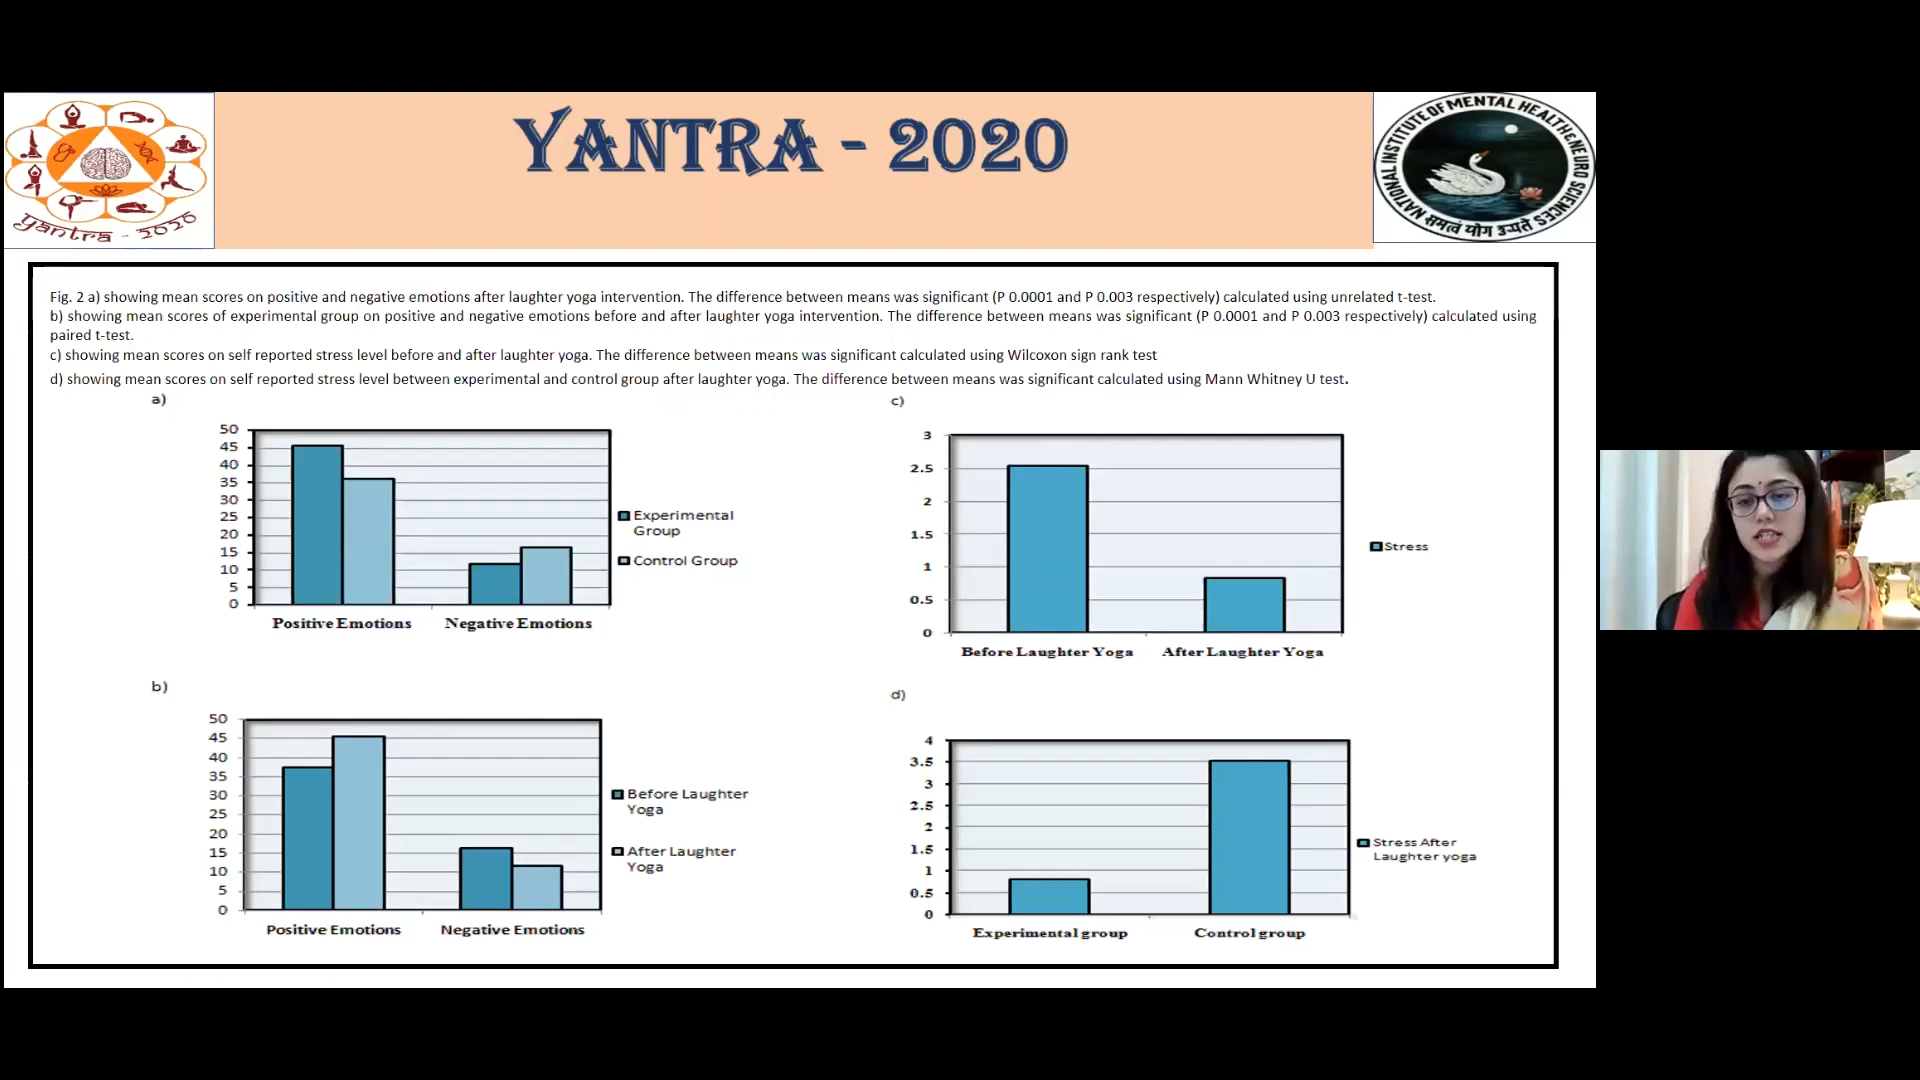 YANTRA - 2020
Yantra - 2020
NATIONAL INSTITUTE OF MENTAL HEALTH & NEURO SCIENCES
समत्वं योग उच्यते
Fig. 2 a) showing mean scores on positive and negative emotions after laughter yoga intervention. The difference between means was significant (P 0.0001 and P 0.003 respectively) calculated using unrelated t-test.
b) showing mean scores of experimental group on positive and negative emotions before and after laughter yoga intervention. The difference between means was significant (P 0.0001 and P 0.003 respectively) calculated using
paired t-test.
c) showing mean scores on self reported stress level before and after laughter yoga. The difference between means was significant calculated using Wilcoxon sign rank test
d) showing mean scores on self reported stress level between experimental and control group after laughter yoga. The difference between means was significant calculated using Mann Whitney U test.
a)
50
45
40
35
30
25
20
15
10
5
0
Positive Emotions Negative Emotions
Experimental
Group
Control Group
c)
3
2.5
2
1.5
1
0.5
0
Before Laughter Yoga After Laughter Yoga
Stress
b)
50
45
40
35
30
25
20
15
10
5
0
Positive Emotions Negative Emotions
Before Laughter
Yoga
After Laughter
Yoga
d)
4
3.5
3
2.5
2
1.5
1
0.5
0
Experimental group Control group
Stress After
Laughter yoga